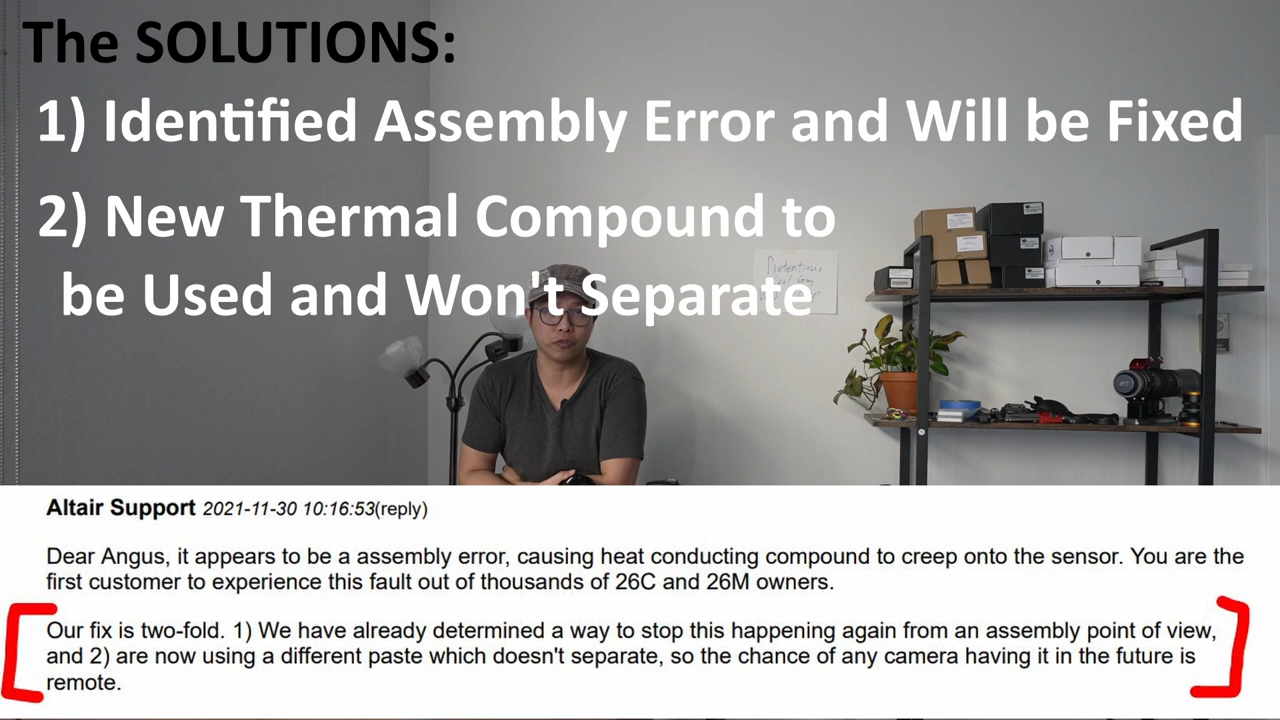 The SOLUTIONS:
1) Identified Assembly Error and Will be Fixed
2) New Thermal Compound to
be Used and Won't Separate
Pretentious
Altair Support 2021-11-30 10:16:53(reply)
Dear Angus, it appears to be a assembly error, causing heat conducting compound to creep onto the sensor. You are the
first customer to experience this fault out of thousands of 26C and 26M owners.
Our fix is two-fold. 1) We have already determined a way to stop this happening again from an assembly point of view,
and 2) are now using a different paste which doesn't separate, so the chance of any camera having it in the future is
remote.